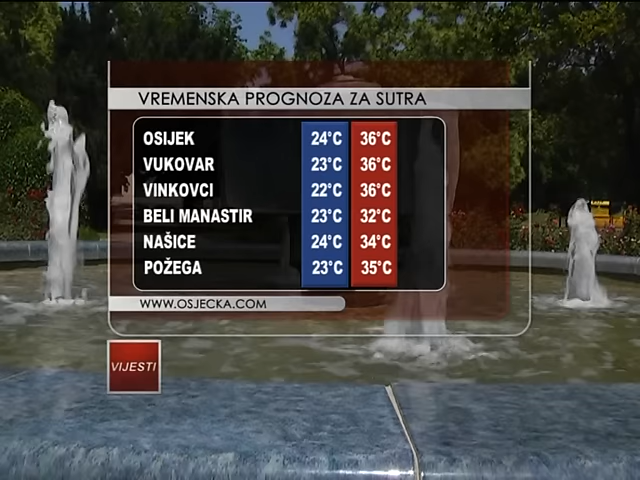 VREMENSKA PROGNOZA ZA SUTRA
OSIJEK 24°C 36°C
VUKOVAR 23°C 36°C
VINKOVCI 22°C 36°C
BELI MANASTIR 23°C 32°C
NAŠICE 24°C 34°C
POŽEGA 23°C 35°C
WWW.OSJECKA.COM
VIJESTI